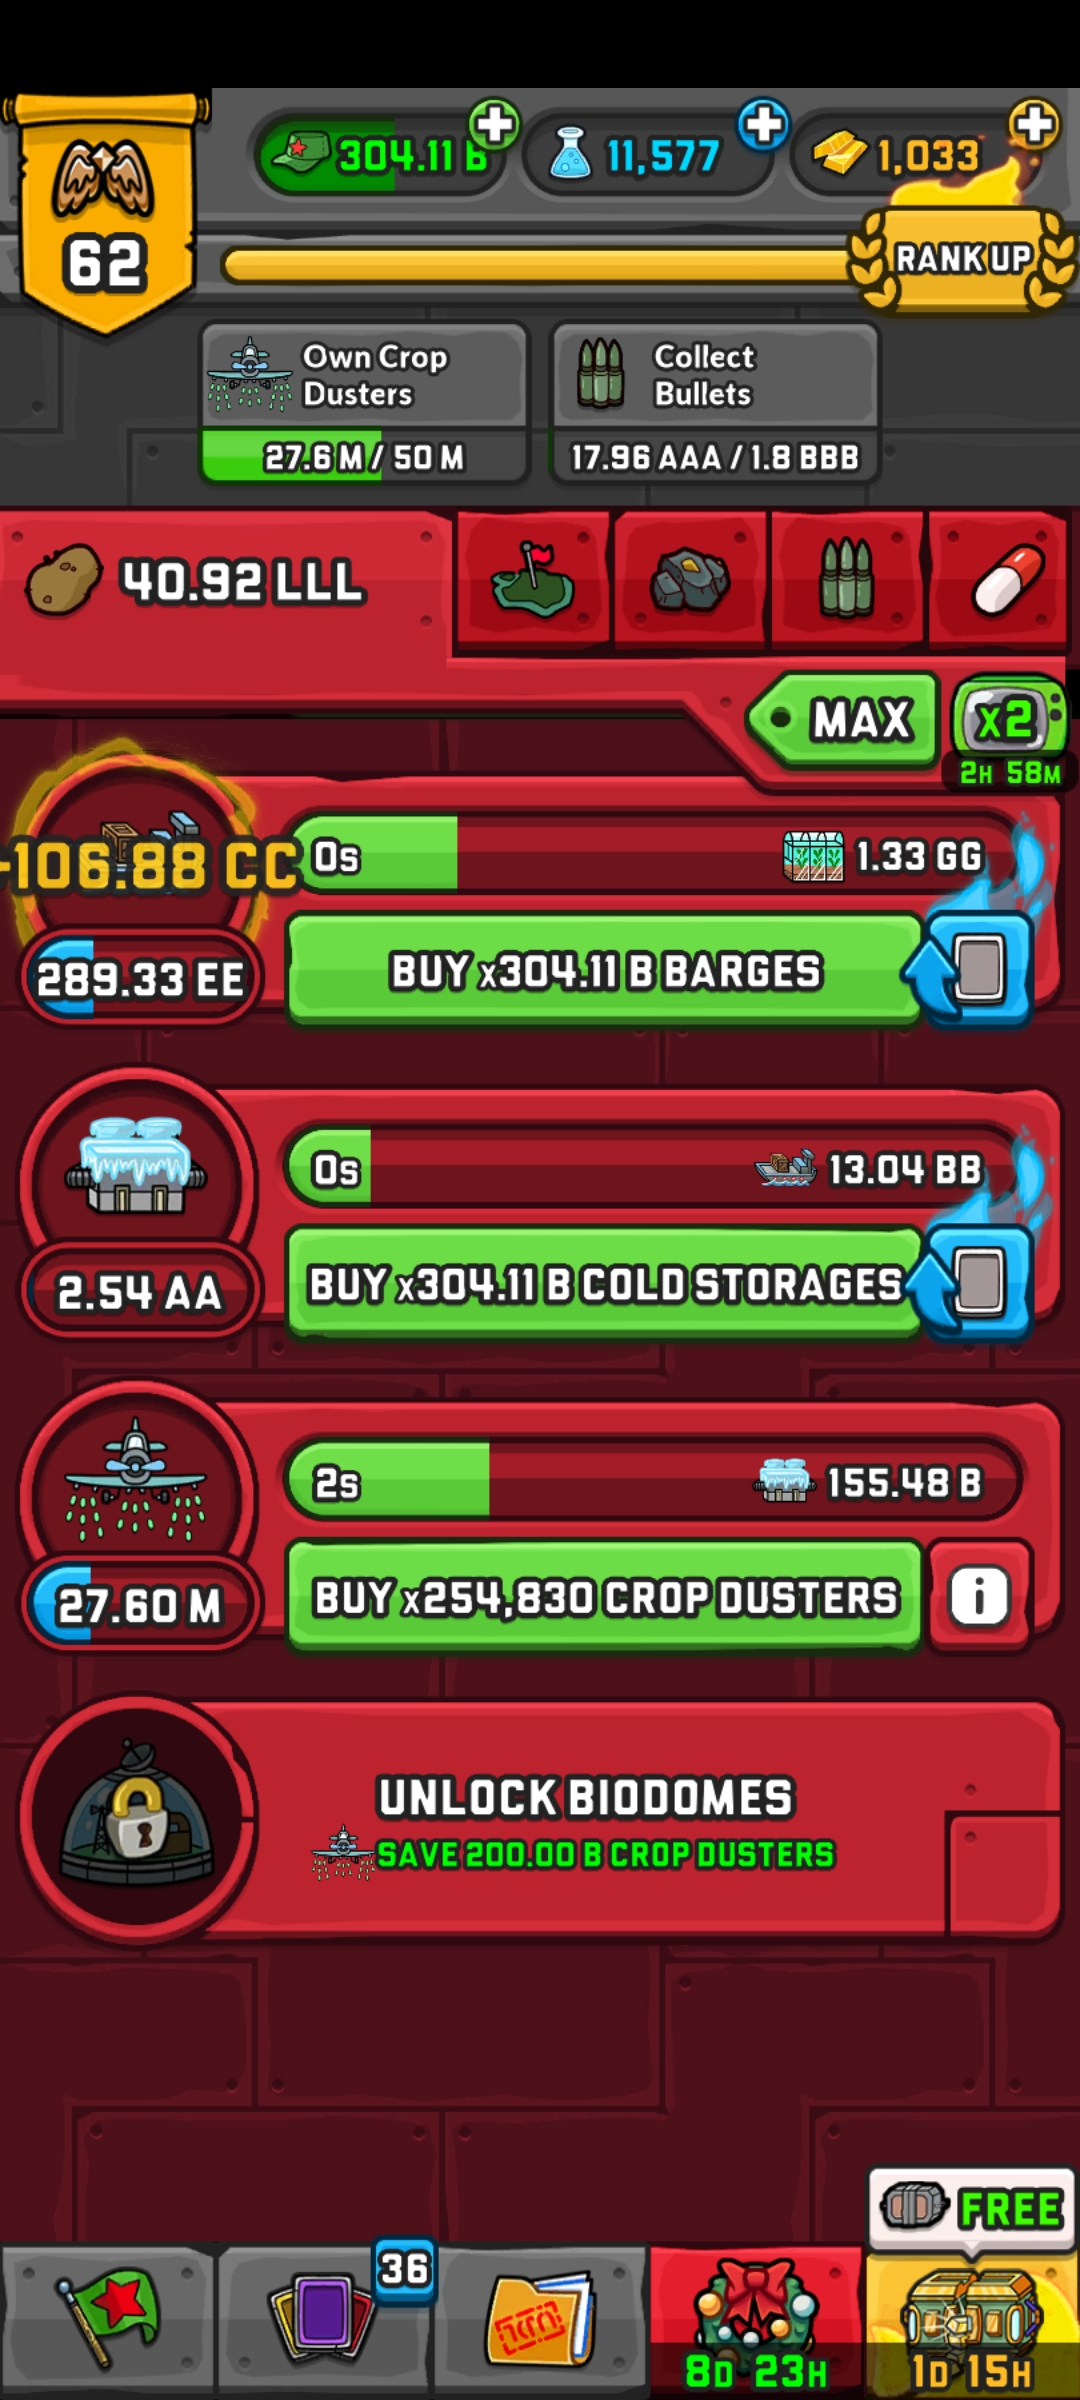 304.11 B
11,577
1,033
62
RANK UP
Own Crop
Dusters
27.6 M / 50 M
Collect
Bullets
17.96 AAA / 1.8 BBB
40.92 LLL
MAX
x2
2H 58M
-106.88 CC
0s
1.33 GG
289.33 EE
BUY x304.11 B BARGES
0s
13.04 BB
2.54 AA
BUY x304.11 B COLD STORAGES
2s
155.48 B
27.60 M
BUY x254,830 CROP DUSTERS
i
UNLOCK BIODOMES
SAVE 200.00 B CROP DUSTERS
FREE
36
8D 23H
1D 15H